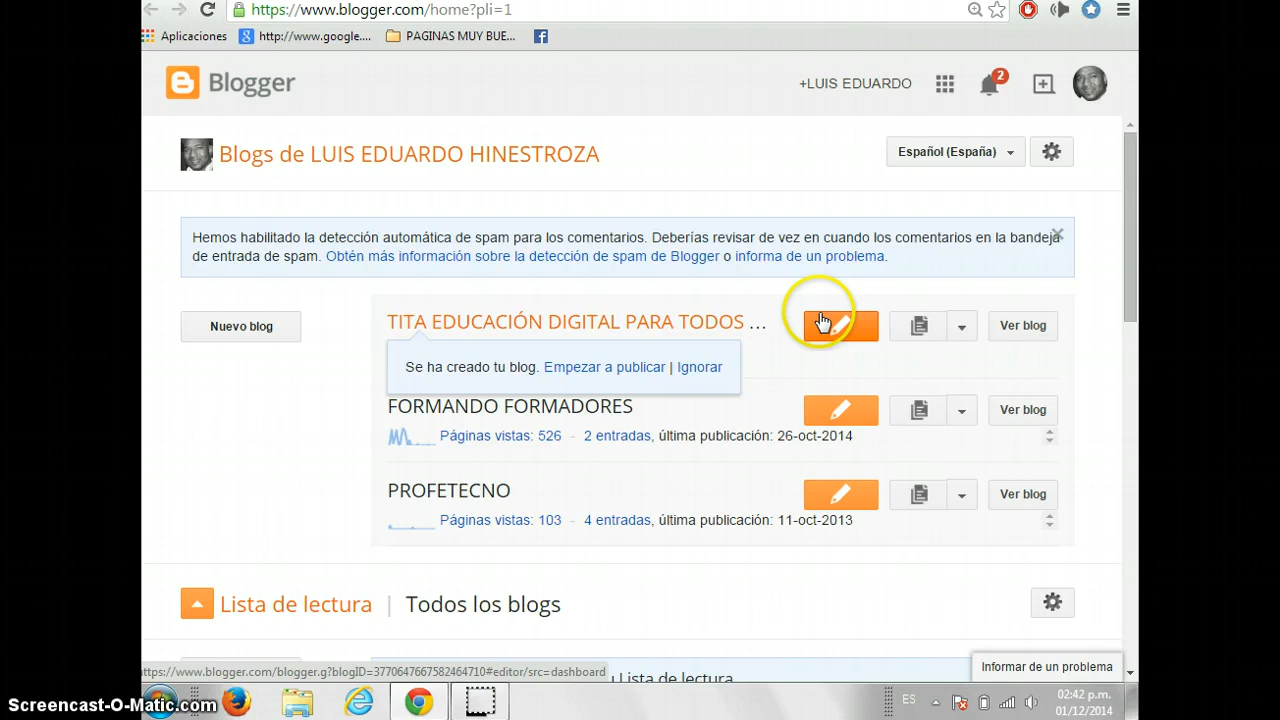 https://www.blogger.com/home?pli=1
Aplicaciones
http://www.google....
PAGINAS MUY BUE...
Blogger
+LUIS EDUARDO
2
Blogs de LUIS EDUARDO HINESTROZA
Español (España)
Hemos habilitado la detección automática de spam para los comentarios. Deberías revisar de vez en cuando los comentarios en la bandeja
de entrada de spam. Obtén más información sobre la detección de spam de Blogger o informa de un problema.
Nuevo blog
TITA EDUCACIÓN DIGITAL PARA TODOS ...
Ver blog
Se ha creado tu blog. Empezar a publicar | Ignorar
FORMANDO FORMADORES
Ver blog
Páginas vistas: 526 - 2 entradas, última publicación: 26-oct-2014
PROFETECNO
Ver blog
Páginas vistas: 103 - 4 entradas, última publicación: 11-oct-2013
Lista de lectura | Todos los blogs
Informar de un problema
https://www.blogger.com/blogger.g?blogID=3770647667582464710#editor/src=dashboard
Lista de lectura
ES
02:42 p.m.
01/12/2014
Screencast-O-Matic.com